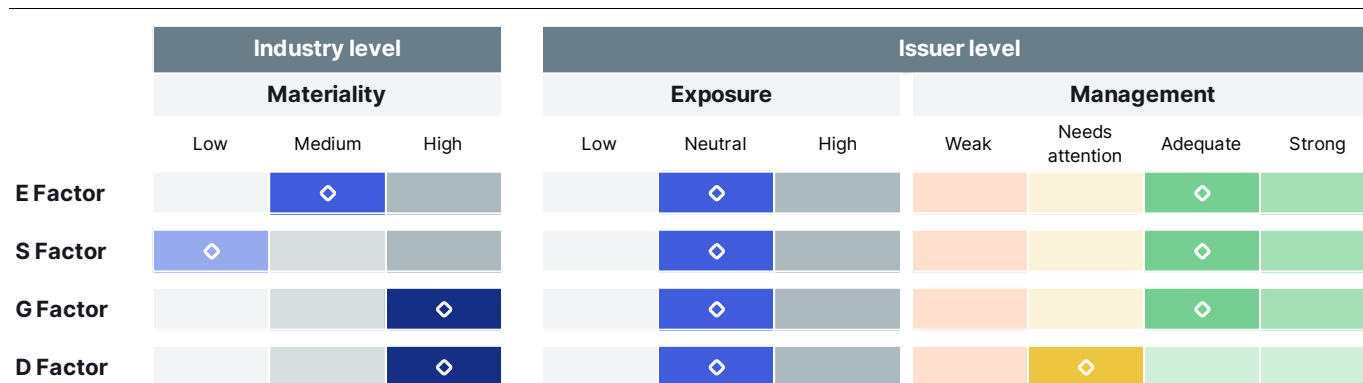 Industry level
Issuer level
Materiality
Exposure
Management
Low
Medium
High
Low
Neutral
High
Weak
Needs
attention
Adequate
Strong
E Factor
S Factor
G Factor
D Factor